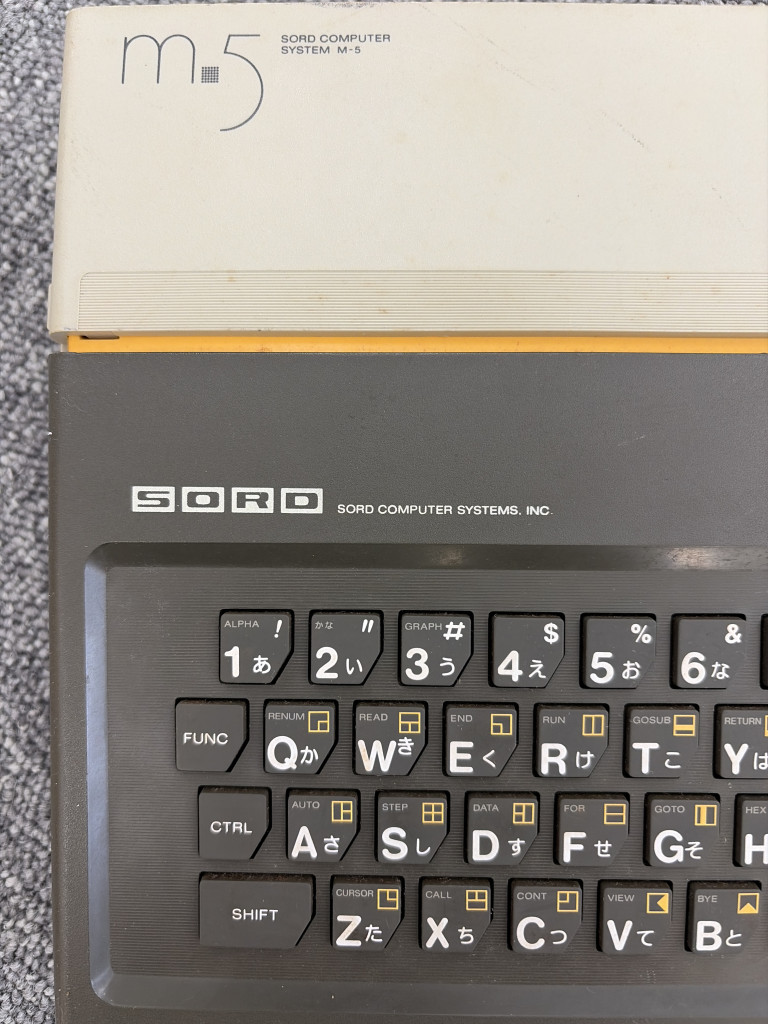 m.5
SORD COMPUTER
SYSTEM M-5
SORD SORD COMPUTER SYSTEMS, INC.
ALPHA ! 1 あ かな " 2 い GRAPH # 3 う $ 4 え % 5 お & 6 な
FUNC RENUM Q か READ W き END E く RUN R け GOSUB T こ RETURN Y は
CTRL AUTO A さ STEP S し DATA D す FOR F せ GOTO G そ HEX H
SHIFT CURSOR Z た CALL X ち CONT C つ VIEW V て BYE B と